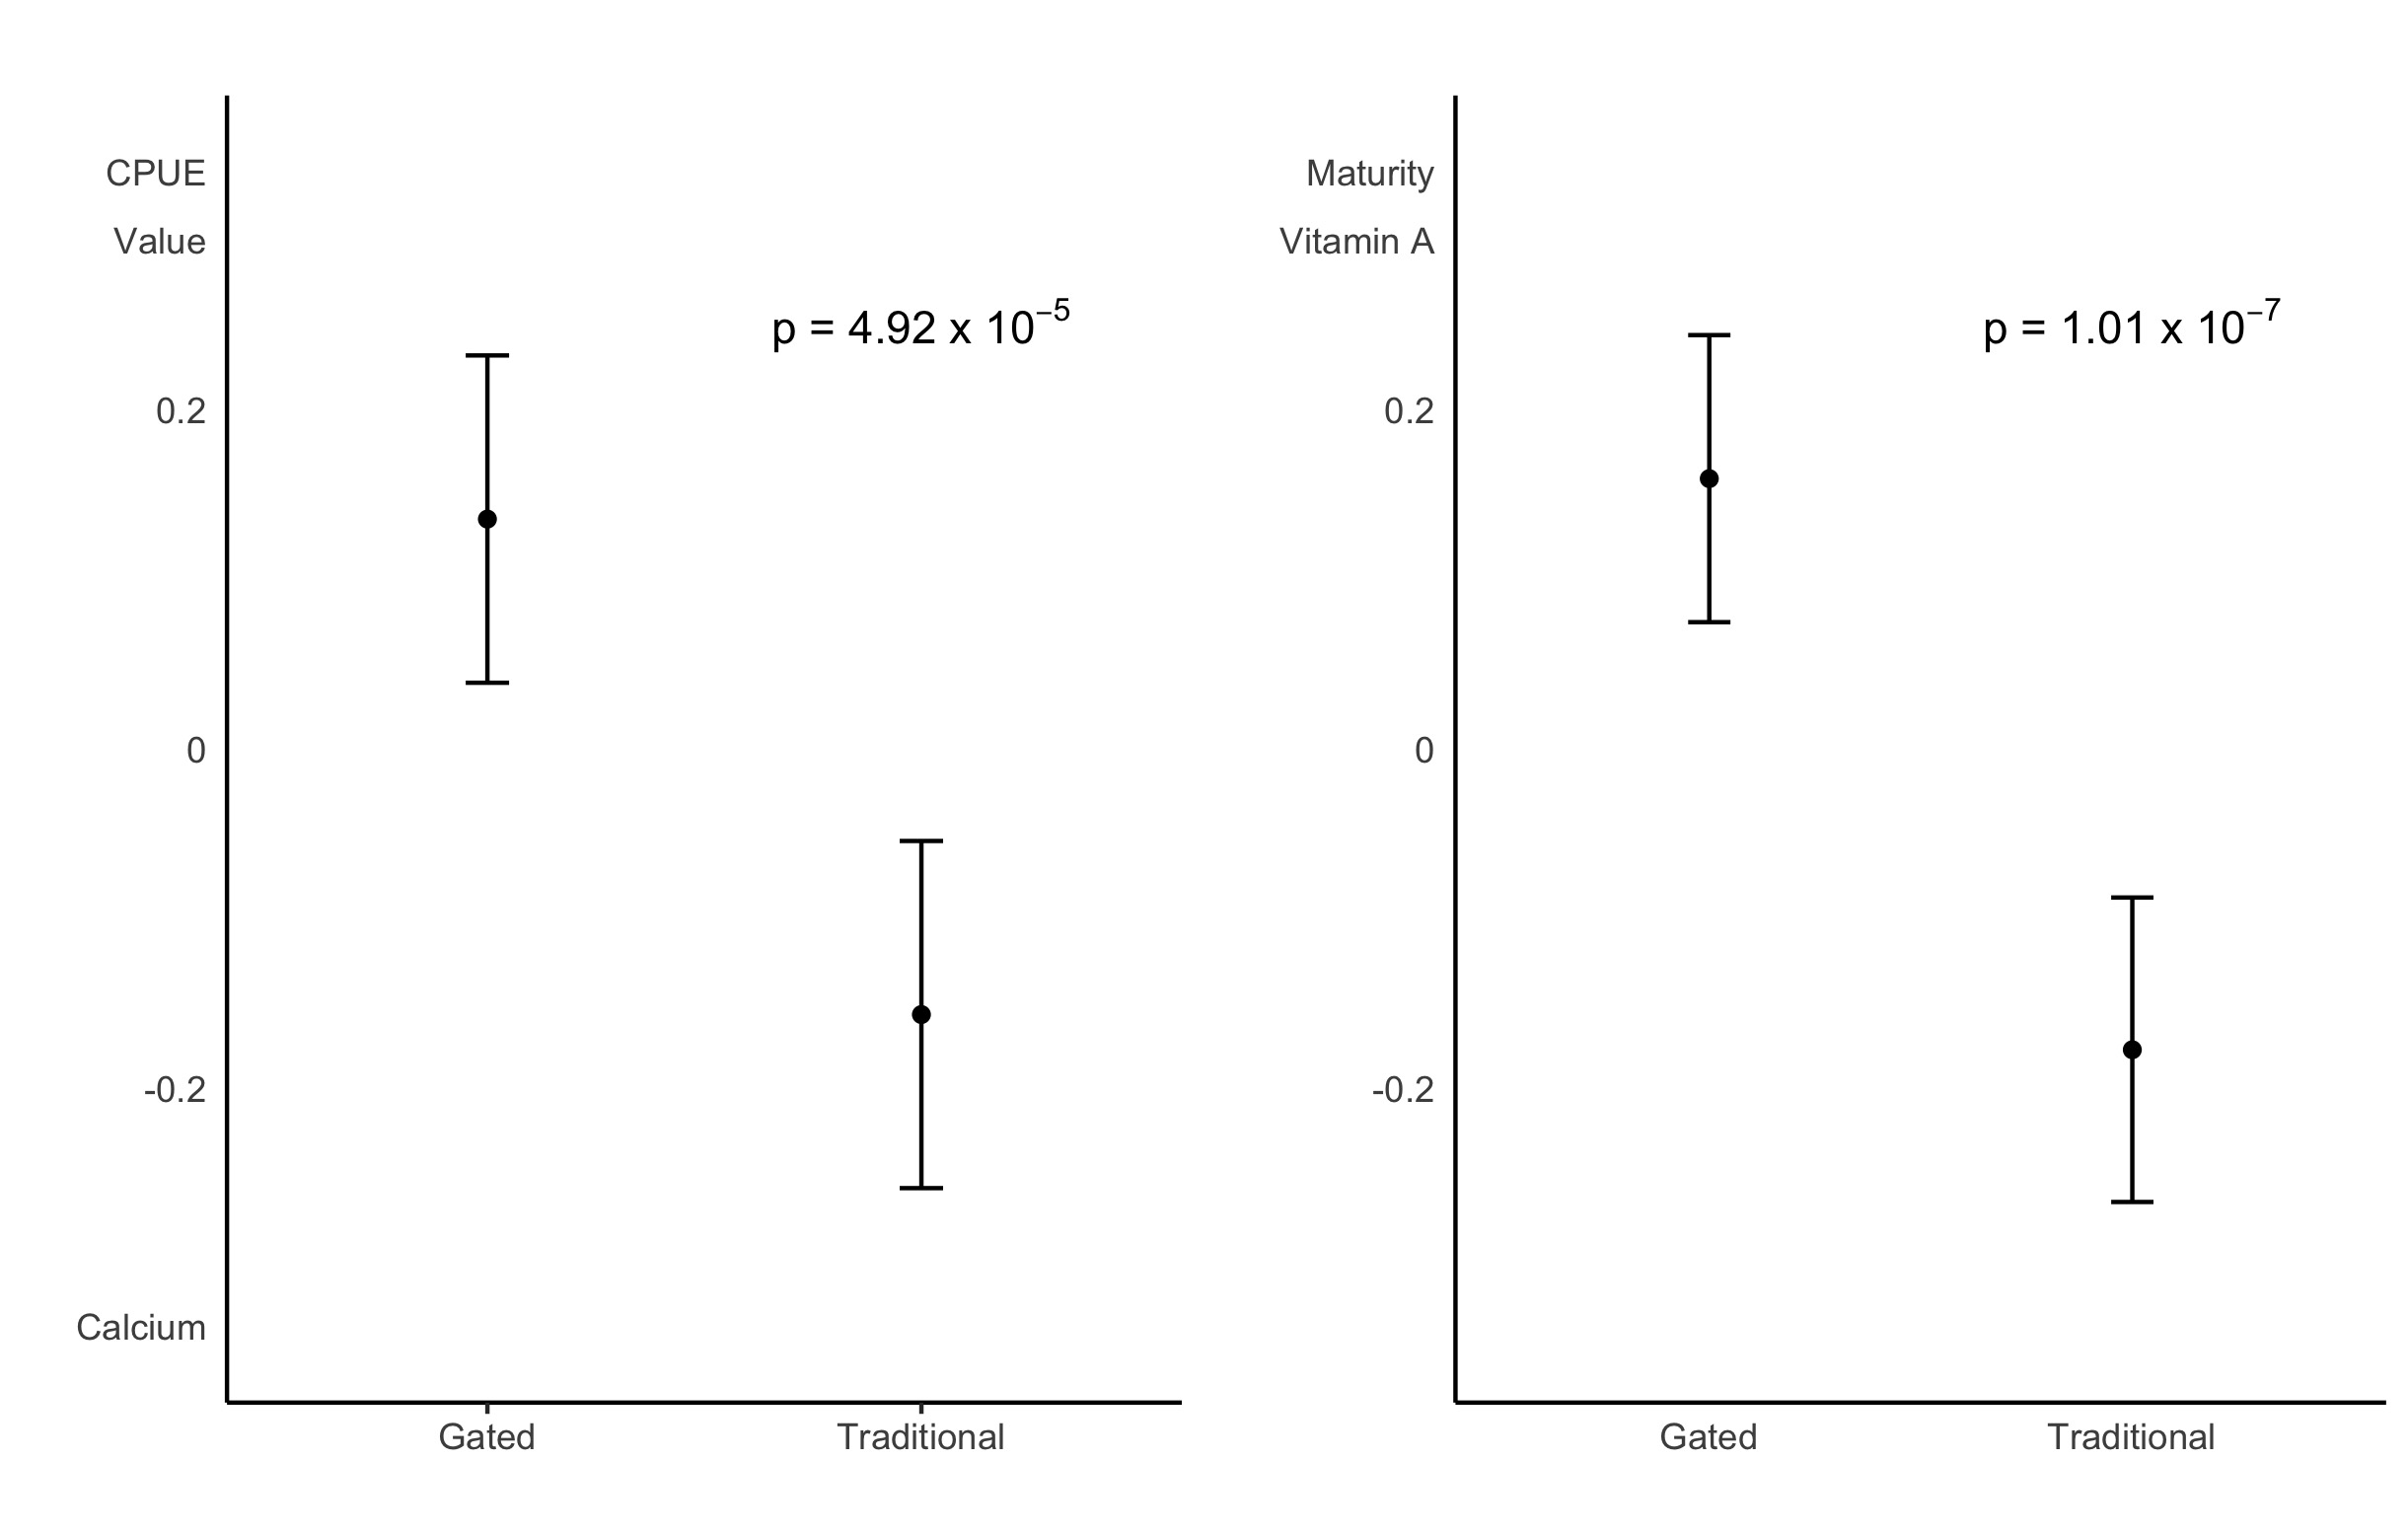 CPUE
Value
p = 4.92 x 10⁻⁵
0.2
0
-0.2
Calcium
Gated Traditional
Maturity
Vitamin A
p = 1.01 x 10⁻⁷
0.2
0
-0.2
Gated Traditional